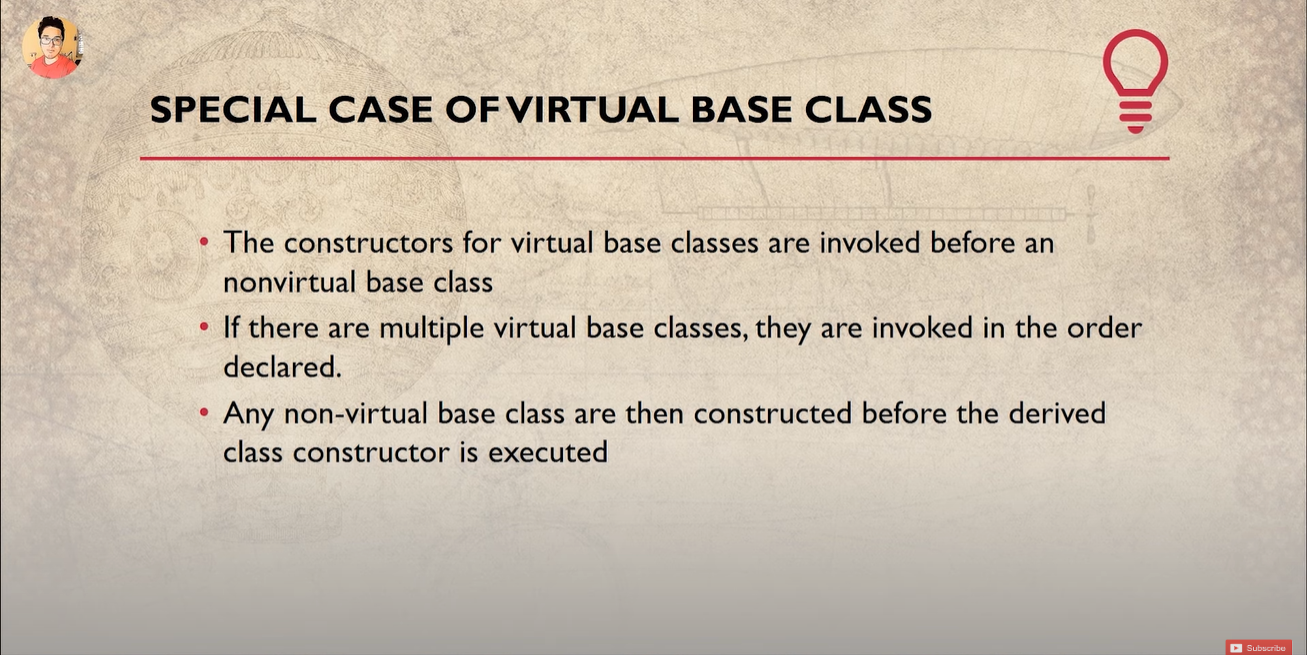 SPECIAL CASE OF VIRTUAL BASE CLASS
• The constructors for virtual base classes are invoked before an
nonvirtual base class
• If there are multiple virtual base classes, they are invoked in the order
declared.
• Any non-virtual base class are then constructed before the derived
class constructor is executed
Subscribe